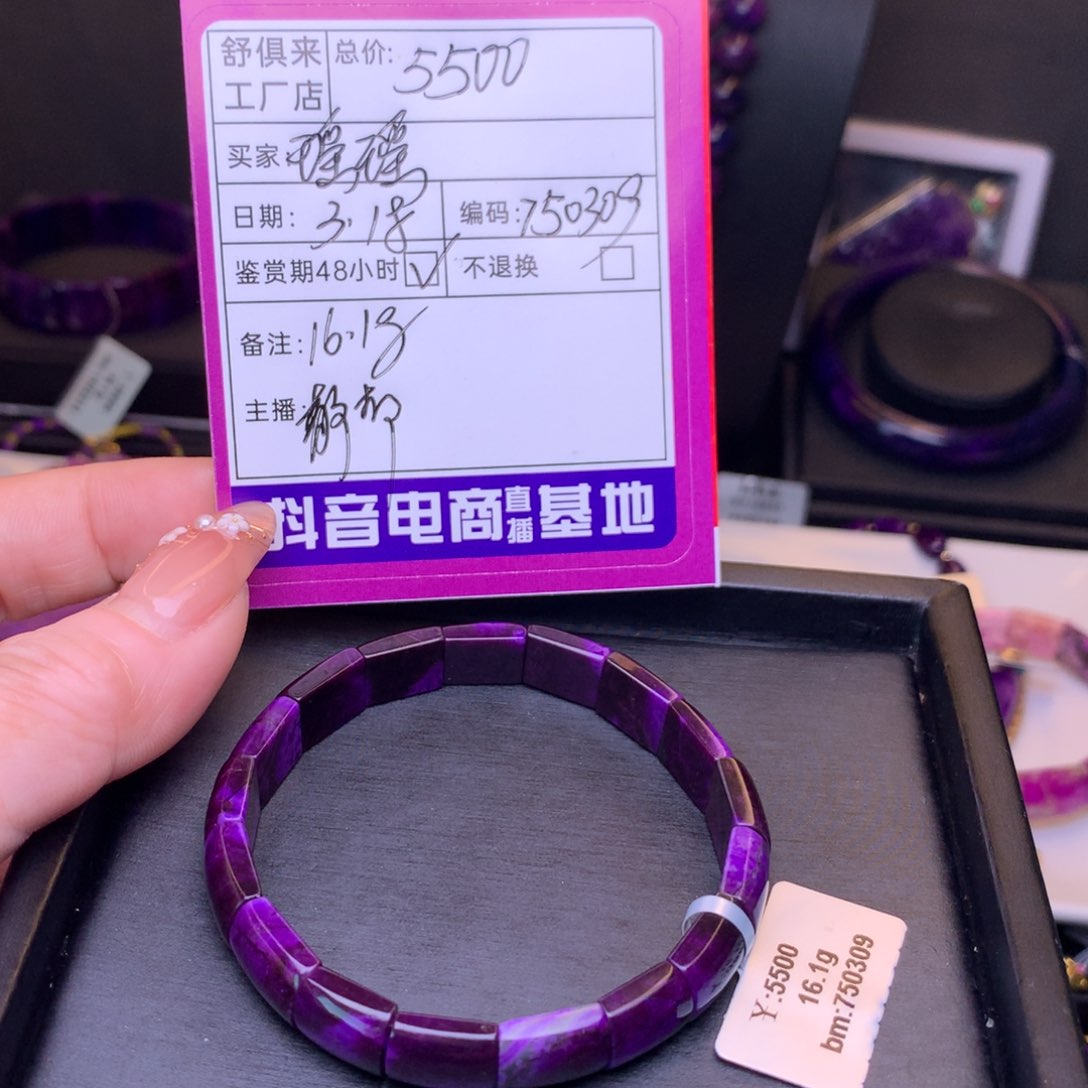 舒俱来 总价: 5500
工厂店
买家: 瑶瑶
日期: 3.18 编码: 750309
鉴赏期48小时 ✓ 不退换
备注: 16.1g
主播:
抖音电商直播基地
Y:5500
16.1g
bm:750309